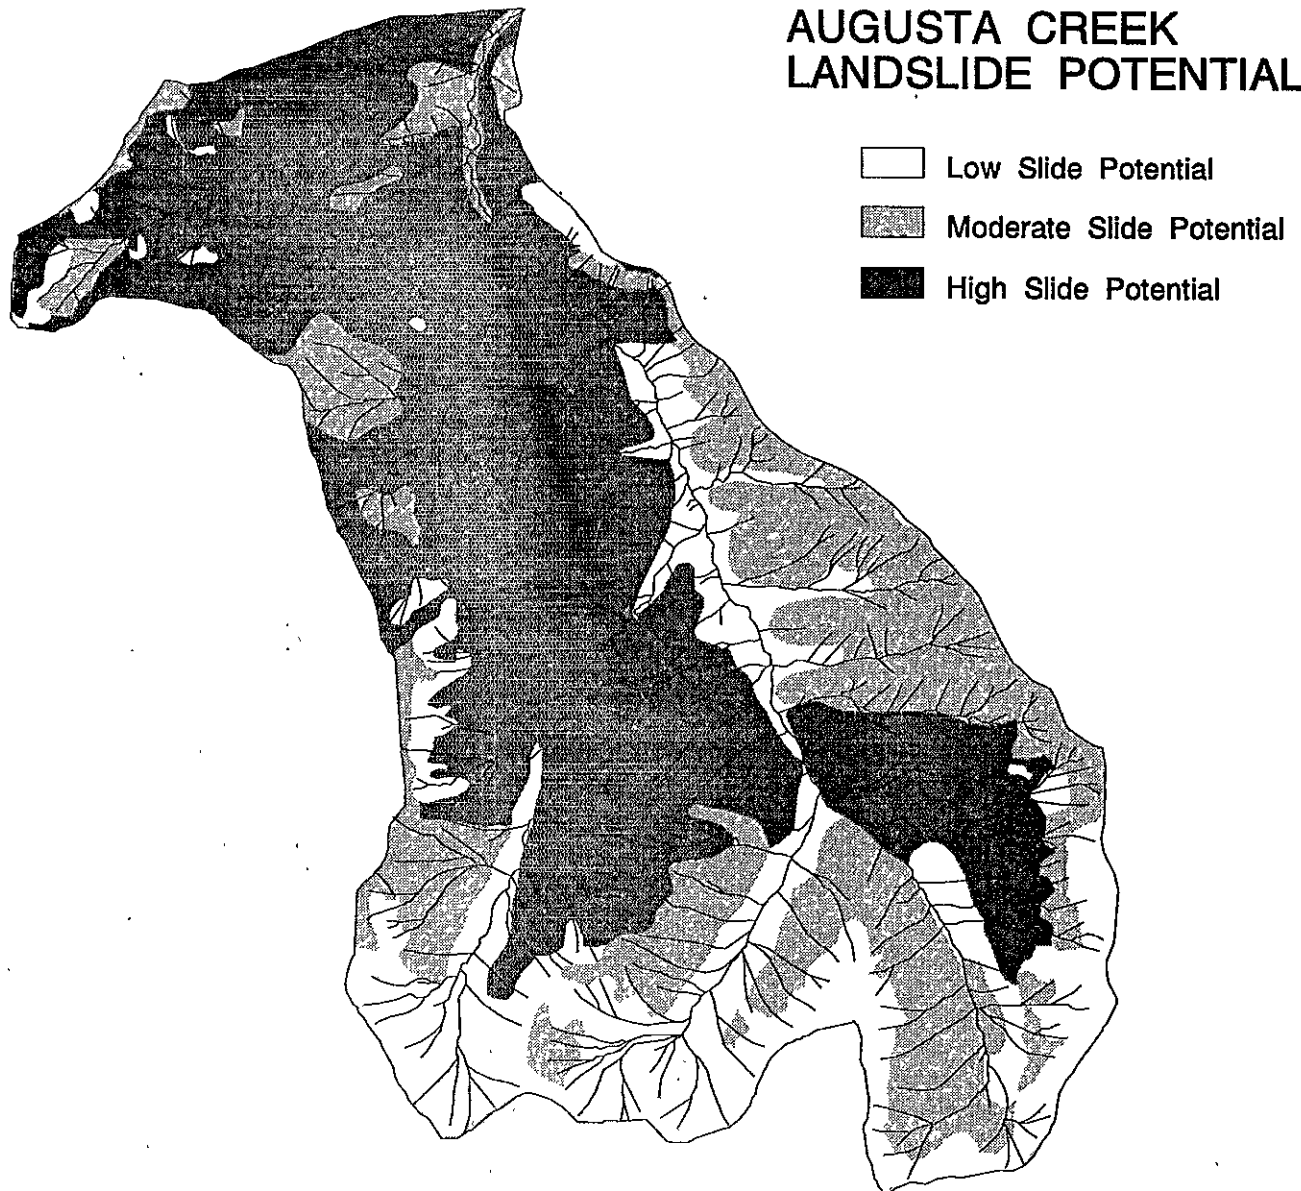 AUGUSTA CREEK
LANDSLIDE POTENTIAL
Low Slide Potential
Moderate Slide Potential
High Slide Potential